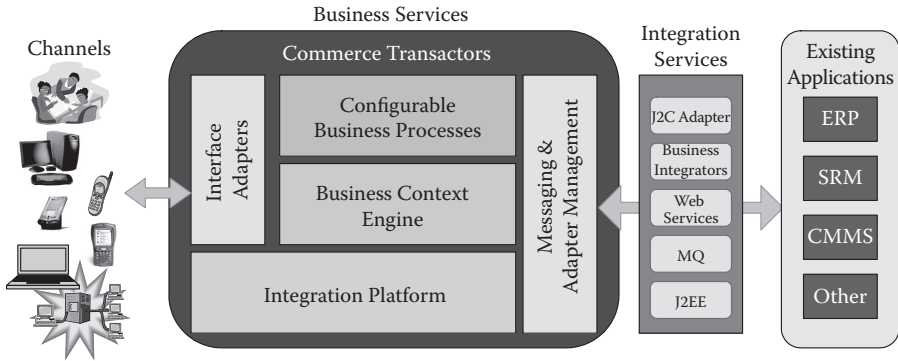 Channels
Business Services
Commerce Transactors
Interface
Adapters
Configurable
Business Processes
Business Context
Engine
Integration Platform
Messaging &
Adapter Management
Integration
Services
J2C Adapter
Business
Integrators
Web
Services
MQ
J2EE
Existing
Applications
ERP
SRM
CMMS
Other